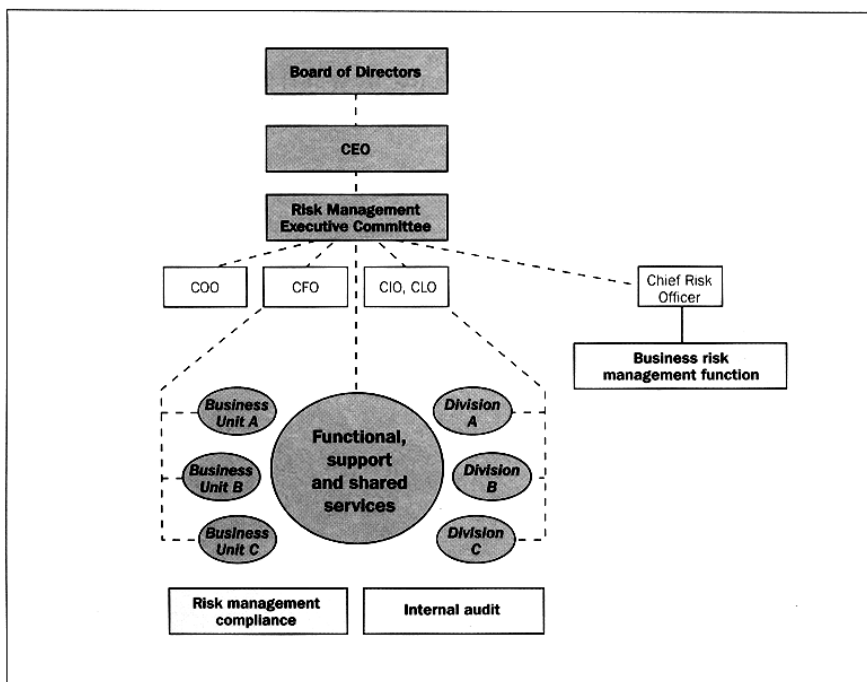 Board of Directors
CEO
Risk Management
Executive Committee
COO
CFO
CIO, CLO
Chief Risk
Officer
Business risk
management function
Business
Unit A
Division
A
Functional,
support
and shared
services
Business
Unit B
Division
B
Business
Unit C
Division
C
Risk management
compliance
Internal audit